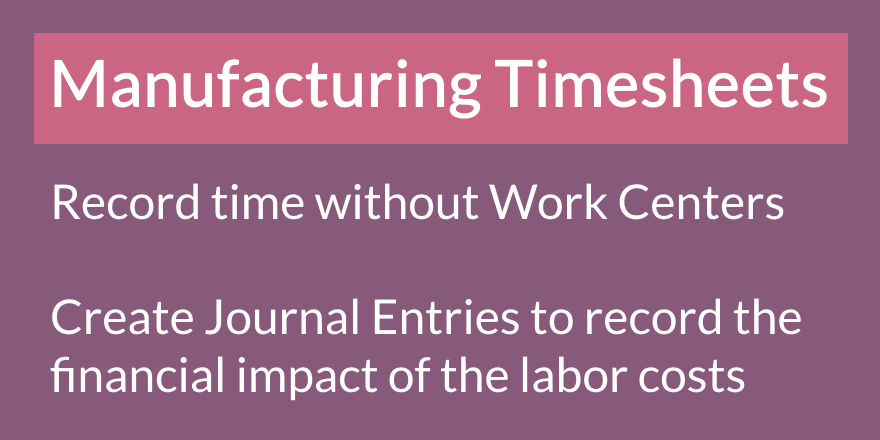 Manufacturing Timesheets
Record time without Work Centers
Create Journal Entries to record the
financial impact of the labor costs